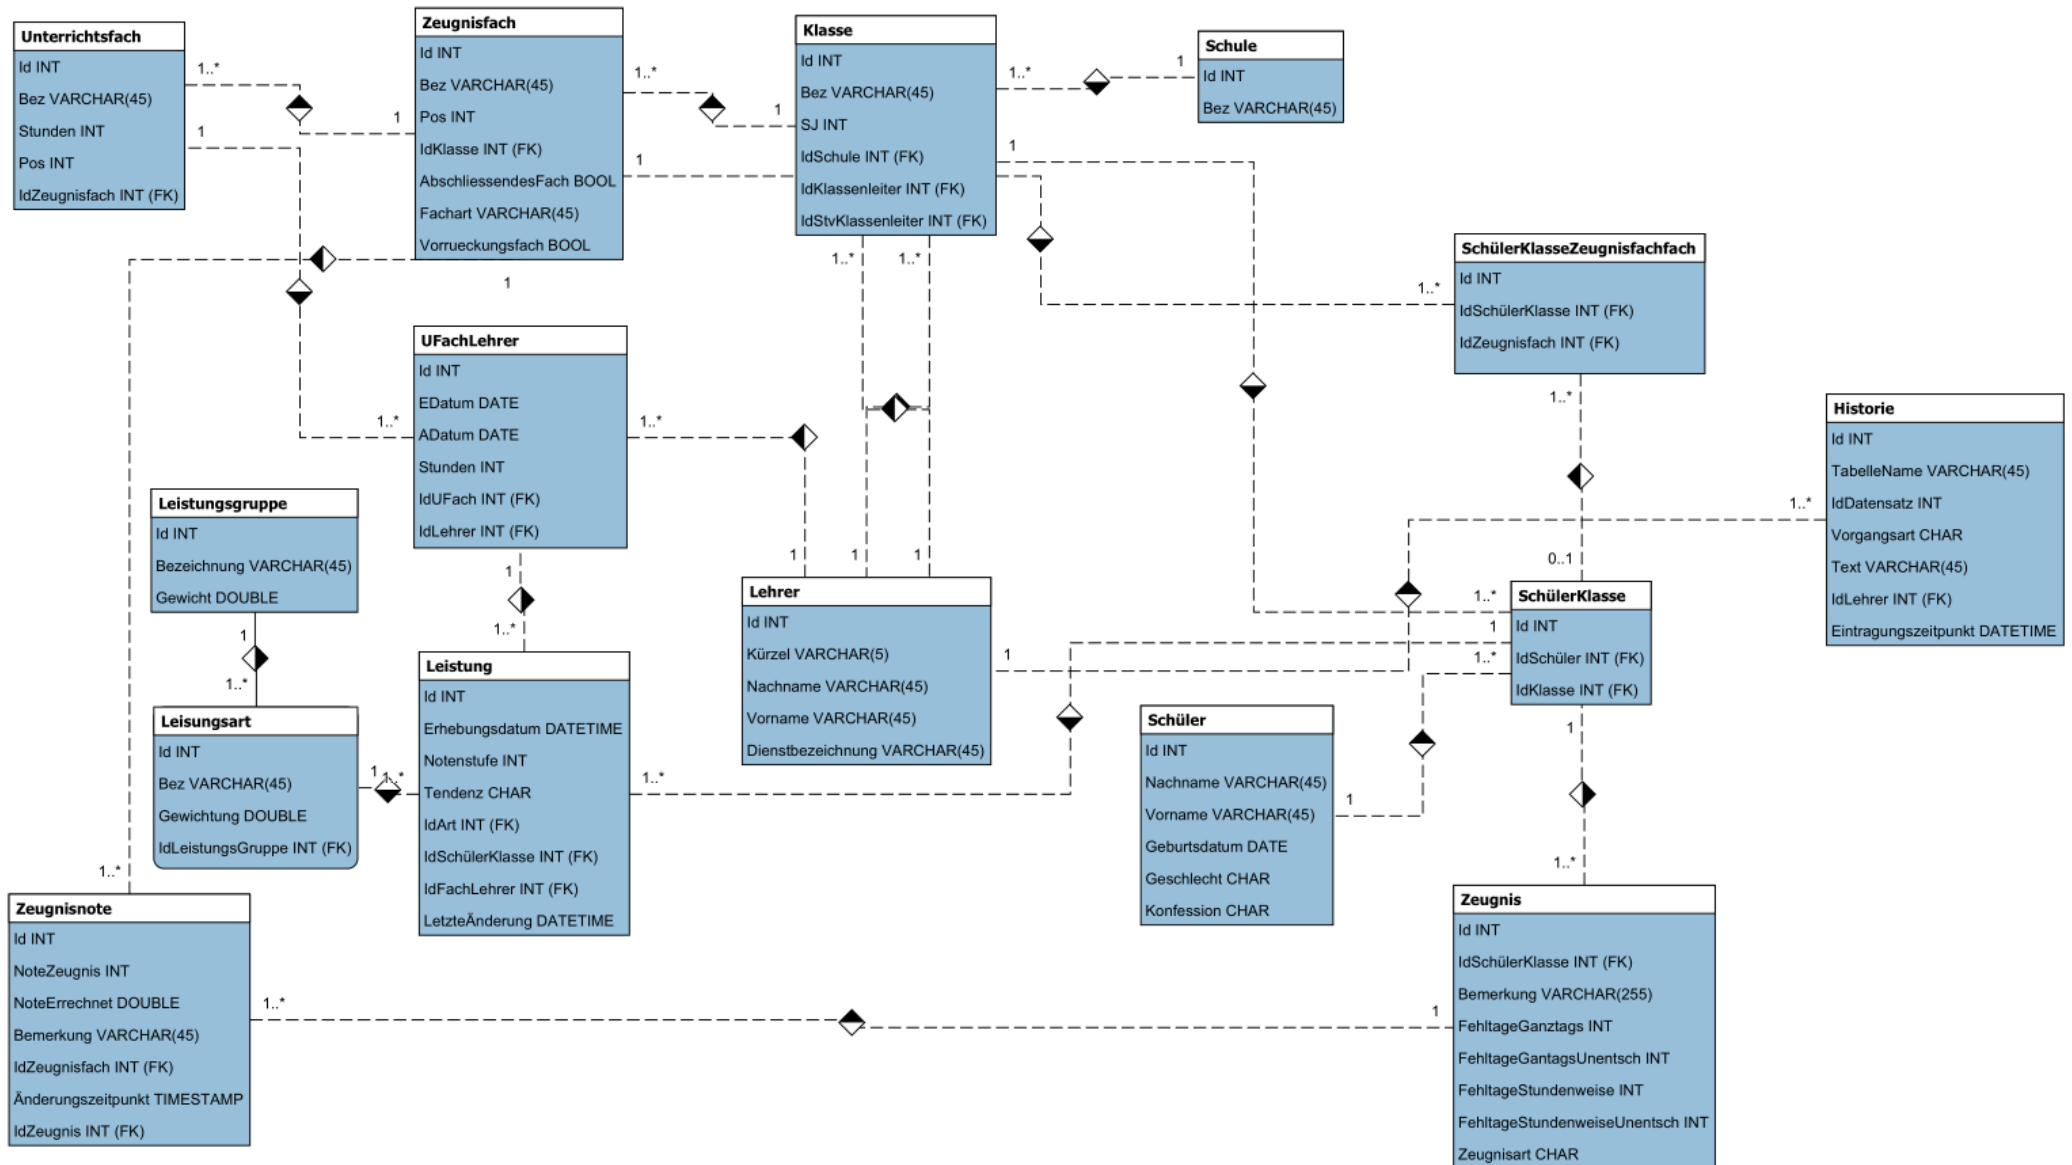 Unterrichtsfach
Id INT
Bez VARCHAR(45)
Stunden INT
Pos INT
IdZeugnisfach INT (FK)
1..*
1
1
Zeugnisfach
Id INT
Bez VARCHAR(45)
Pos INT
IdKlasse INT (FK)
AbschliessendesFach BOOL
Fachart VARCHAR(45)
Vorrueckungsfach BOOL
1..*
1
1
1
Klasse
Id INT
Bez VARCHAR(45)
SJ INT
IdSchule INT (FK)
IdKlassenleiter INT (FK)
IdStvKlassenleiter INT (FK)
1..*
1
1
1..*
1..*
Schule
Id INT
Bez VARCHAR(45)
SchülerKlasseZeugnisfachfach
Id INT
IdSchülerKlasse INT (FK)
IdZeugnisfach INT (FK)
1..*
1..*
0..1
UFachLehrer
Id INT
EDatum DATE
ADatum DATE
Stunden INT
IdUFach INT (FK)
IdLehrer INT (FK)
1..*
1..*
1
1..*
Historie
Id INT
TabelleName VARCHAR(45)
IdDatensatz INT
Vorgangsart CHAR
Text VARCHAR(45)
IdLehrer INT (FK)
Eintragungszeitpunkt DATETIME
1..*
Leistungsgruppe
Id INT
Bezeichnung VARCHAR(45)
Gewicht DOUBLE
1
1..*
Lehrer
Id INT
Kürzel VARCHAR(5)
Nachname VARCHAR(45)
Vorname VARCHAR(45)
Dienstbezeichnung VARCHAR(45)
1
1
1
1
SchülerKlasse
Id INT
IdSchüler INT (FK)
IdKlasse INT (FK)
1..*
1
1..*
1
1..*
Leistung
Id INT
Erhebungsdatum DATETIME
Notenstufe INT
Tendenz CHAR
IdArt INT (FK)
IdSchülerKlasse INT (FK)
IdFachLehrer INT (FK)
LetzteÄnderung DATETIME
1..*
Leisungsart
Id INT
Bez VARCHAR(45)
Gewichtung DOUBLE
IdLeistungsGruppe INT (FK)
1
1..*
Schüler
Id INT
Nachname VARCHAR(45)
Vorname VARCHAR(45)
Geburtsdatum DATE
Geschlecht CHAR
Konfession CHAR
1
Zeugnisnote
Id INT
NoteZeugnis INT
NoteErrechnet DOUBLE
Bemerkung VARCHAR(45)
IdZeugnisfach INT (FK)
Änderungszeitpunkt TIMESTAMP
IdZeugnis INT (FK)
1..*
1..*
1
Zeugnis
Id INT
IdSchülerKlasse INT (FK)
Bemerkung VARCHAR(255)
FehltageGanztags INT
FehltageGantagsUnentsch INT
FehltageStundenweise INT
FehltageStundenweiseUnentsch INT
Zeugnisart CHAR